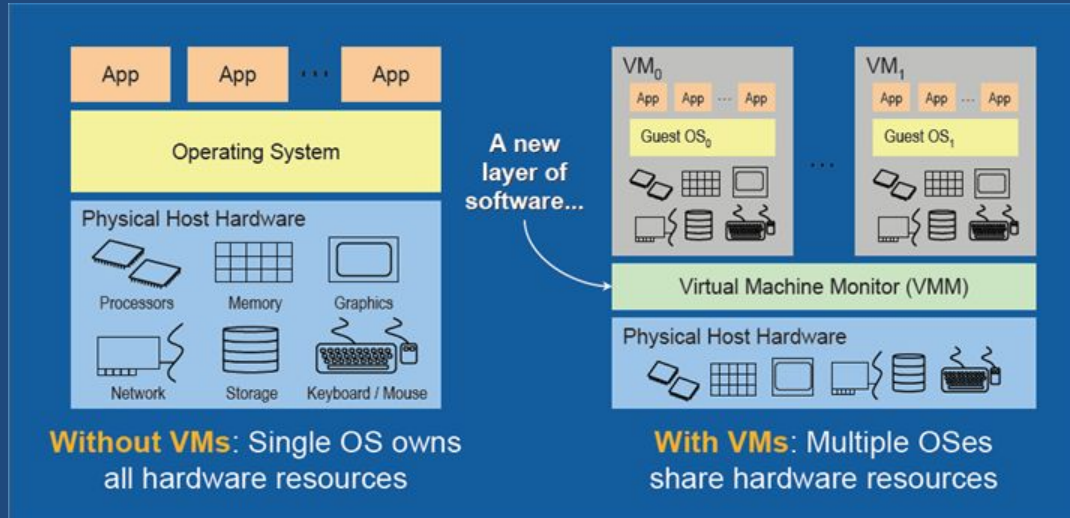 App App ... App
Operating System
Physical Host Hardware
Processors Memory Graphics
Network Storage Keyboard / Mouse
Without VMs: Single OS owns
all hardware resources
A new
layer of
software...
VM₀
App App ... App
Guest OS₀
...
VM₁
App App ... App
Guest OS₁
Virtual Machine Monitor (VMM)
Physical Host Hardware
With VMs: Multiple OSes
share hardware resources